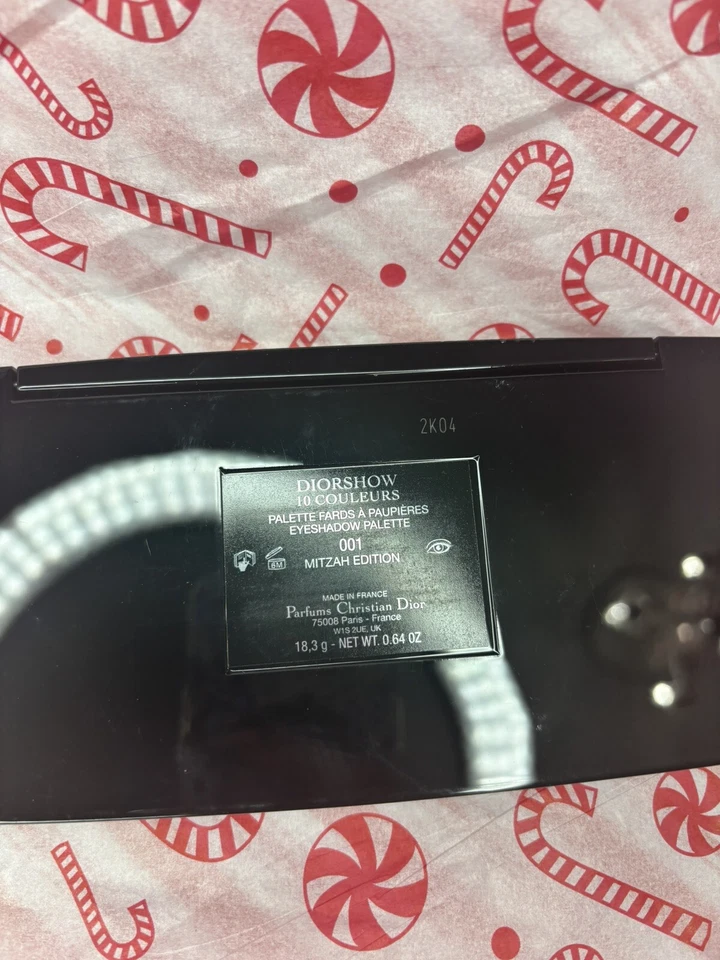 2K04
DIORSHOW
10 COULEURS
PALETTE FARDS À PAUPIÈRES
EYESHADOW PALETTE
001
MITZAH EDITION
6M
MADE IN FRANCE
Parfums Christian Dior
75008 Paris - France
W1S 2UE, UK
18,3 g - NET WT. 0.64 OZ